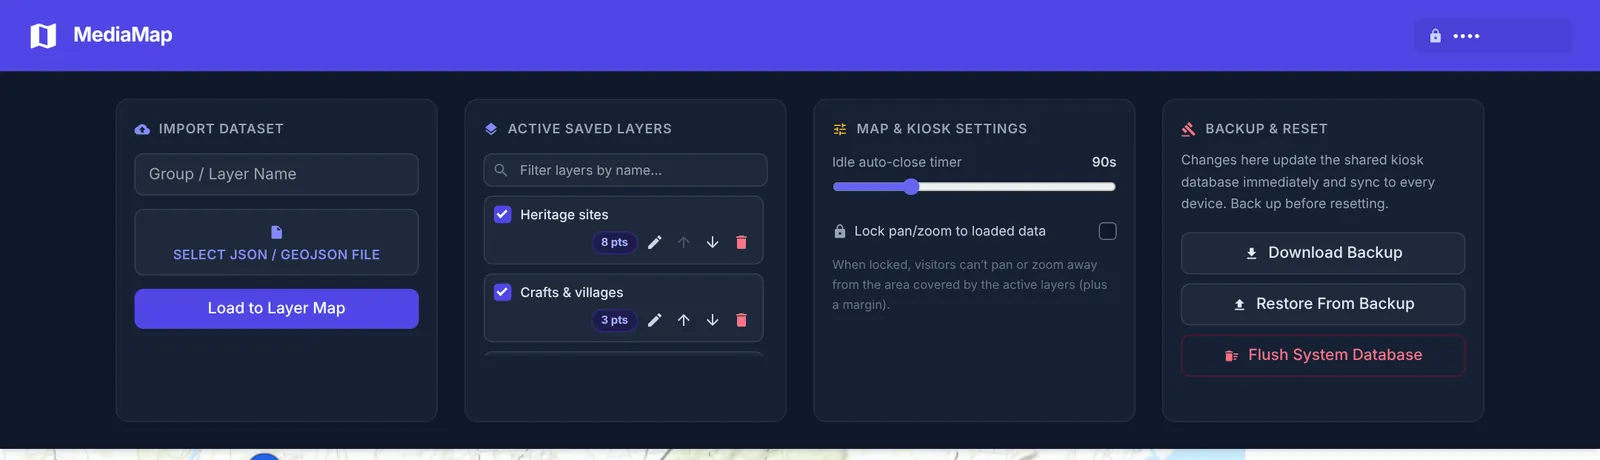 MediaMap
••••
IMPORT DATASET
Group / Layer Name
SELECT JSON / GEOJSON FILE
Load to Layer Map
ACTIVE SAVED LAYERS
Filter layers by name...
Heritage sites
8 pts
Crafts & villages
3 pts
MAP & KIOSK SETTINGS
Idle auto-close timer 90s
Lock pan/zoom to loaded data
When locked, visitors can't pan or zoom away
from the area covered by the active layers (plus
a margin).
BACKUP & RESET
Changes here update the shared kiosk
database immediately and sync to every
device. Back up before resetting.
Download Backup
Restore From Backup
Flush System Database